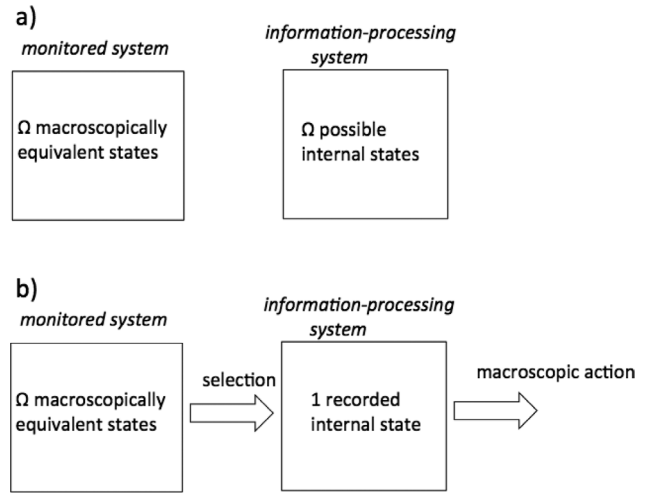 a)
monitored system
information-processing
system
Ω macroscopically
equivalent states
Ω possible
internal states
b)
monitored system
information-processing
system
Ω macroscopically
equivalent states
selection
1 recorded
internal state
macroscopic action